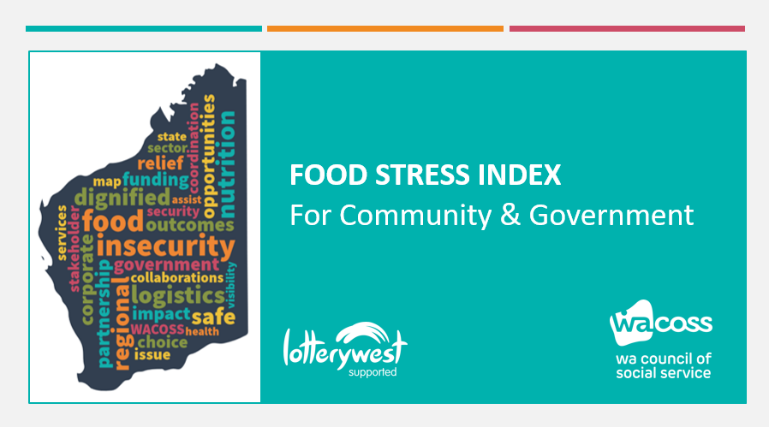 state
sector
coordination
opportunities
nutrition
relief
map funding
dignified assist
services
stakeholder
security
food outcomes
insecurity
corporate
government
partnership
collaborations
visibility
regional
logistics
impact safe
WACOSS health
choice
issue
FOOD STRESS INDEX
For Community & Government
lotterywest
supported
wacoss
wa council of
social service